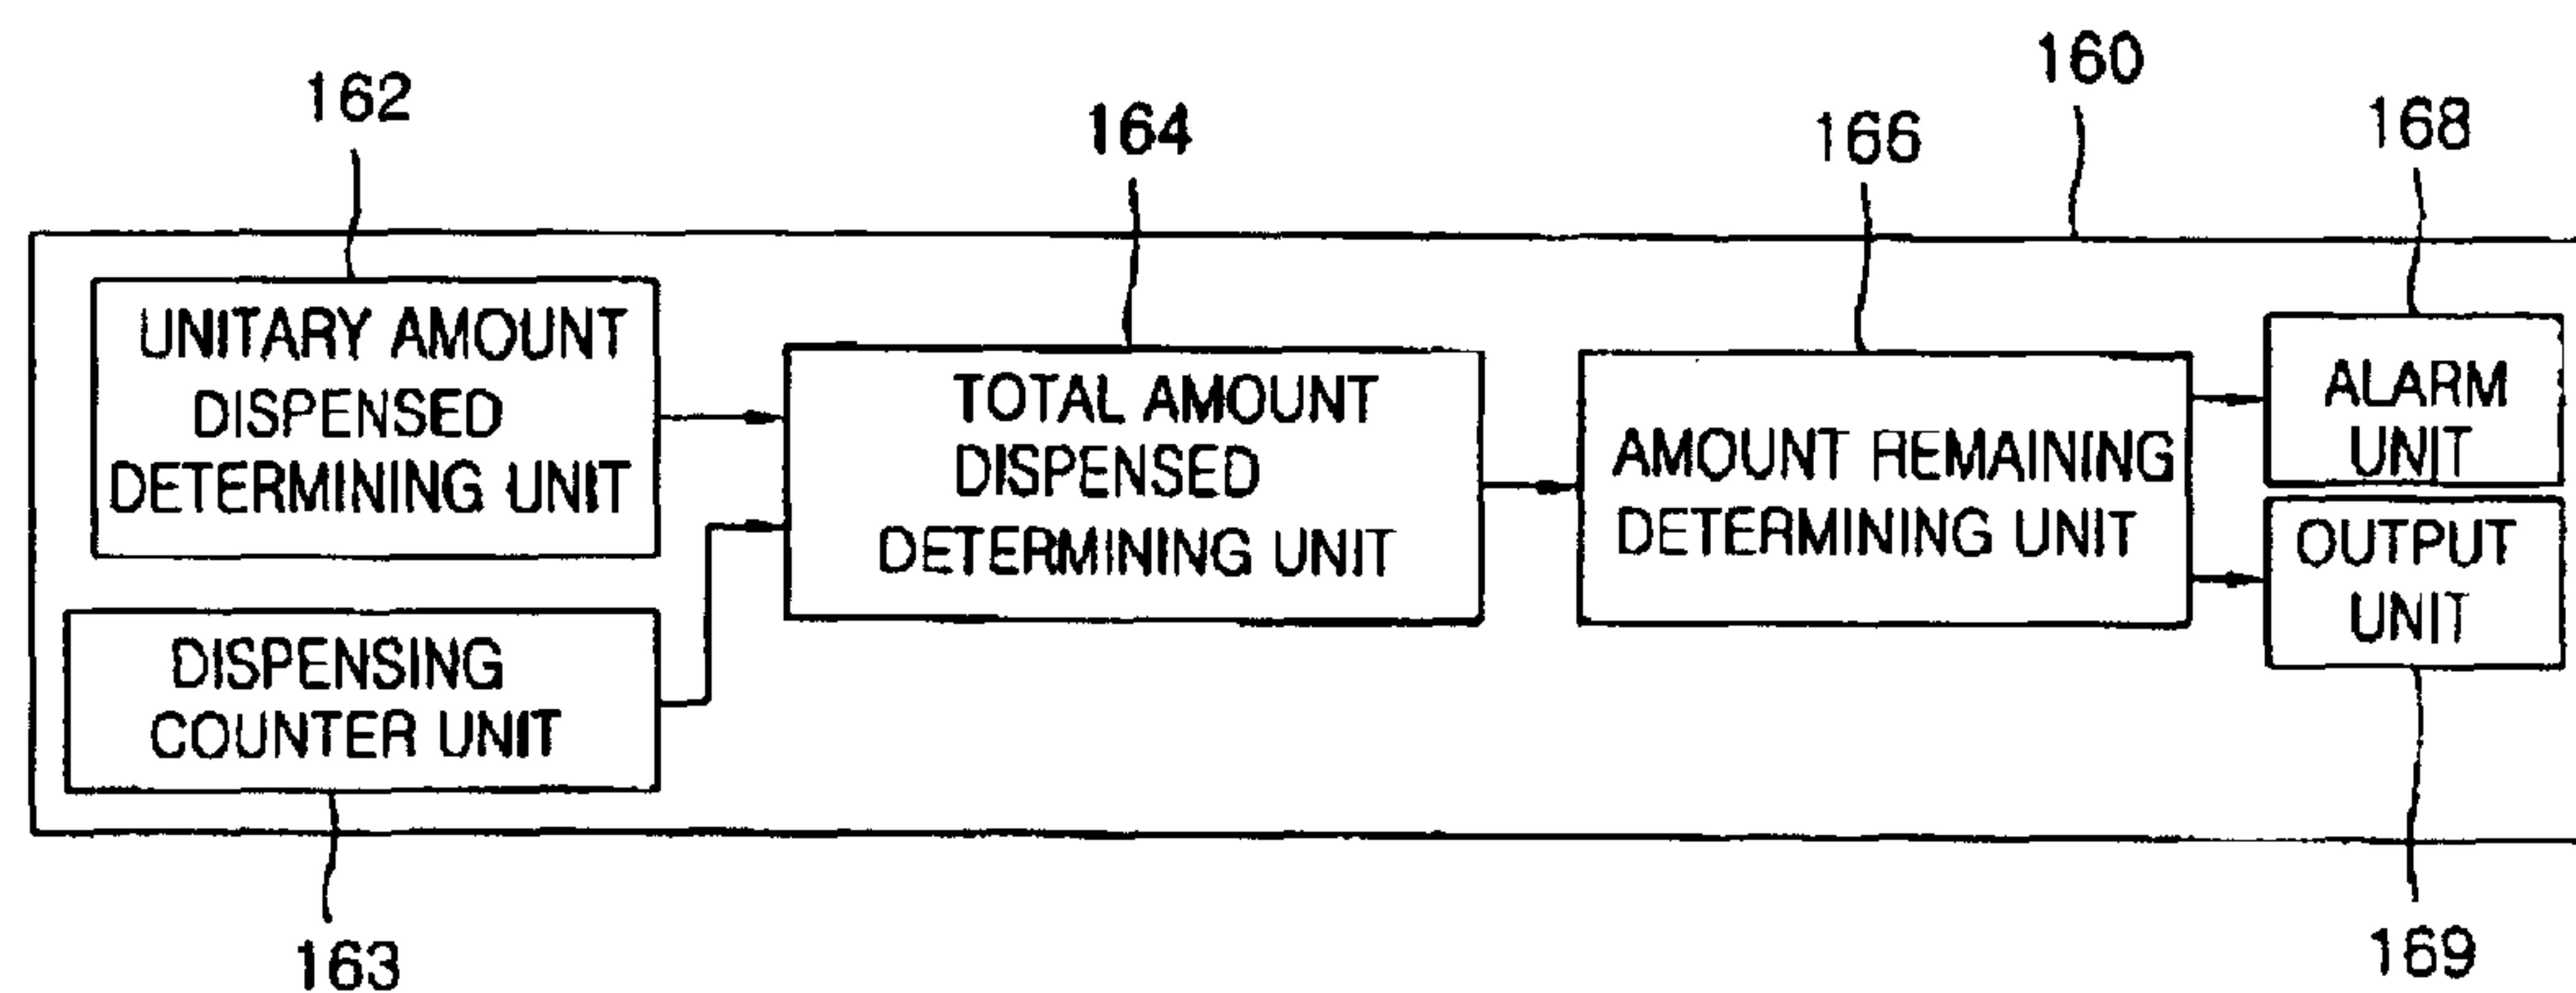 160
162
164
166
168
UNITARY AMOUNT
DISPENSED
DETERMINING UNIT
TOTAL AMOUNT
DISPENSED
DETERMINING UNIT
AMOUNT REMAINING
DETERMINING UNIT
ALARM
UNIT
OUTPUT
UNIT
DISPENSING
COUNTER UNIT
163
169